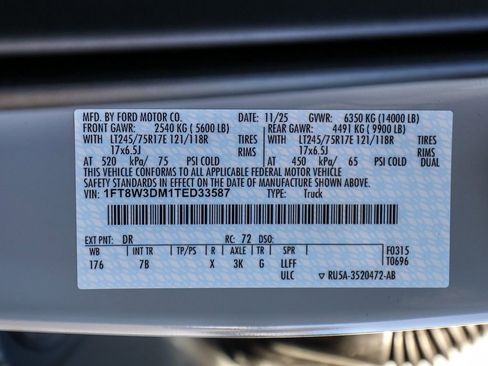 MFD. BY FORD MOTOR CO. DATE: 11/25 GVWR: 6350 KG (14000 LB)
FRONT GAWR: 2540 KG (5600 LB) REAR GAWR: 4491 KG (9900 LB)
WITH LT245/75R17E 121/118R TIRES WITH LT245/75R17E 121/118R TIRES
17x6.5J RIMS 17x6.5J RIMS
AT 520 kPa/ 75 PSI COLD AT 450 kPa/ 65 PSI COLD DUAL
THIS VEHICLE CONFORMS TO ALL APPLICABLE FEDERAL MOTOR VEHICLE
SAFETY STANDARDS IN EFFECT ON THE DATE OF MANUFACTURE SHOWN ABOVE.
VIN: 1FT8W3DM1TED33587 TYPE: Truck
EXT PNT: DR RC: 72 DSO: F0315
WB INT TR TP/PS R AXLE TR SPR T0696
176 7B X 3K G LLFF
ULC ▽ RU5A-3520472-AB